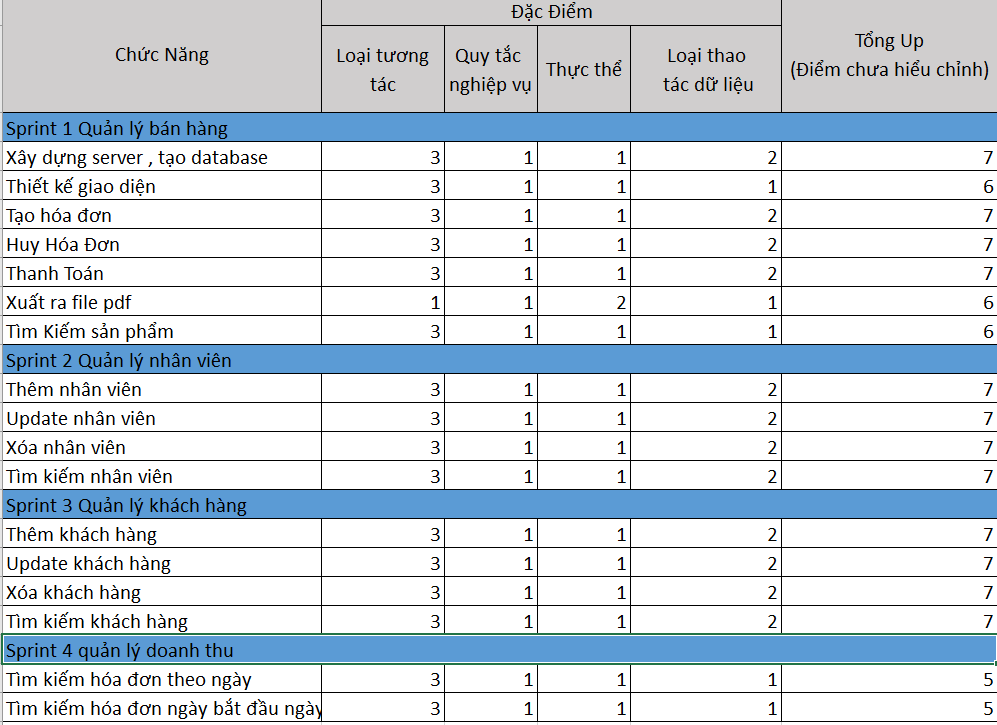 Chức Năng Đặc Điểm Tổng Up
(Điểm chưa hiểu chỉnh)
Loại tương tác Quy tắc nghiệp vụ Thực thể Loại thao tác dữ liệu
Sprint 1 Quản lý bán hàng
Xây dựng server , tạo database 3 1 1 2 7
Thiết kế giao diện 3 1 1 1 6
Tạo hóa đơn 3 1 1 2 7
Huy Hóa Đơn 3 1 1 2 7
Thanh Toán 3 1 1 2 7
Xuất ra file pdf 1 1 2 1 6
Tìm Kiếm sản phẩm 3 1 1 1 6
Sprint 2 Quản lý nhân viên
Thêm nhân viên 3 1 1 2 7
Update nhân viên 3 1 1 2 7
Xóa nhân viên 3 1 1 2 7
Tìm kiếm nhân viên 3 1 1 2 7
Sprint 3 Quản lý khách hàng
Thêm khách hàng 3 1 1 2 7
Update khách hàng 3 1 1 2 7
Xóa khách hàng 3 1 1 2 7
Tìm kiếm khách hàng 3 1 1 2 7
Sprint 4 quản lý doanh thu
Tìm kiếm hóa đơn theo ngày 3 1 1 1 5
Tìm kiếm hóa đơn ngày bắt đầu ngày 3 1 1 1 5